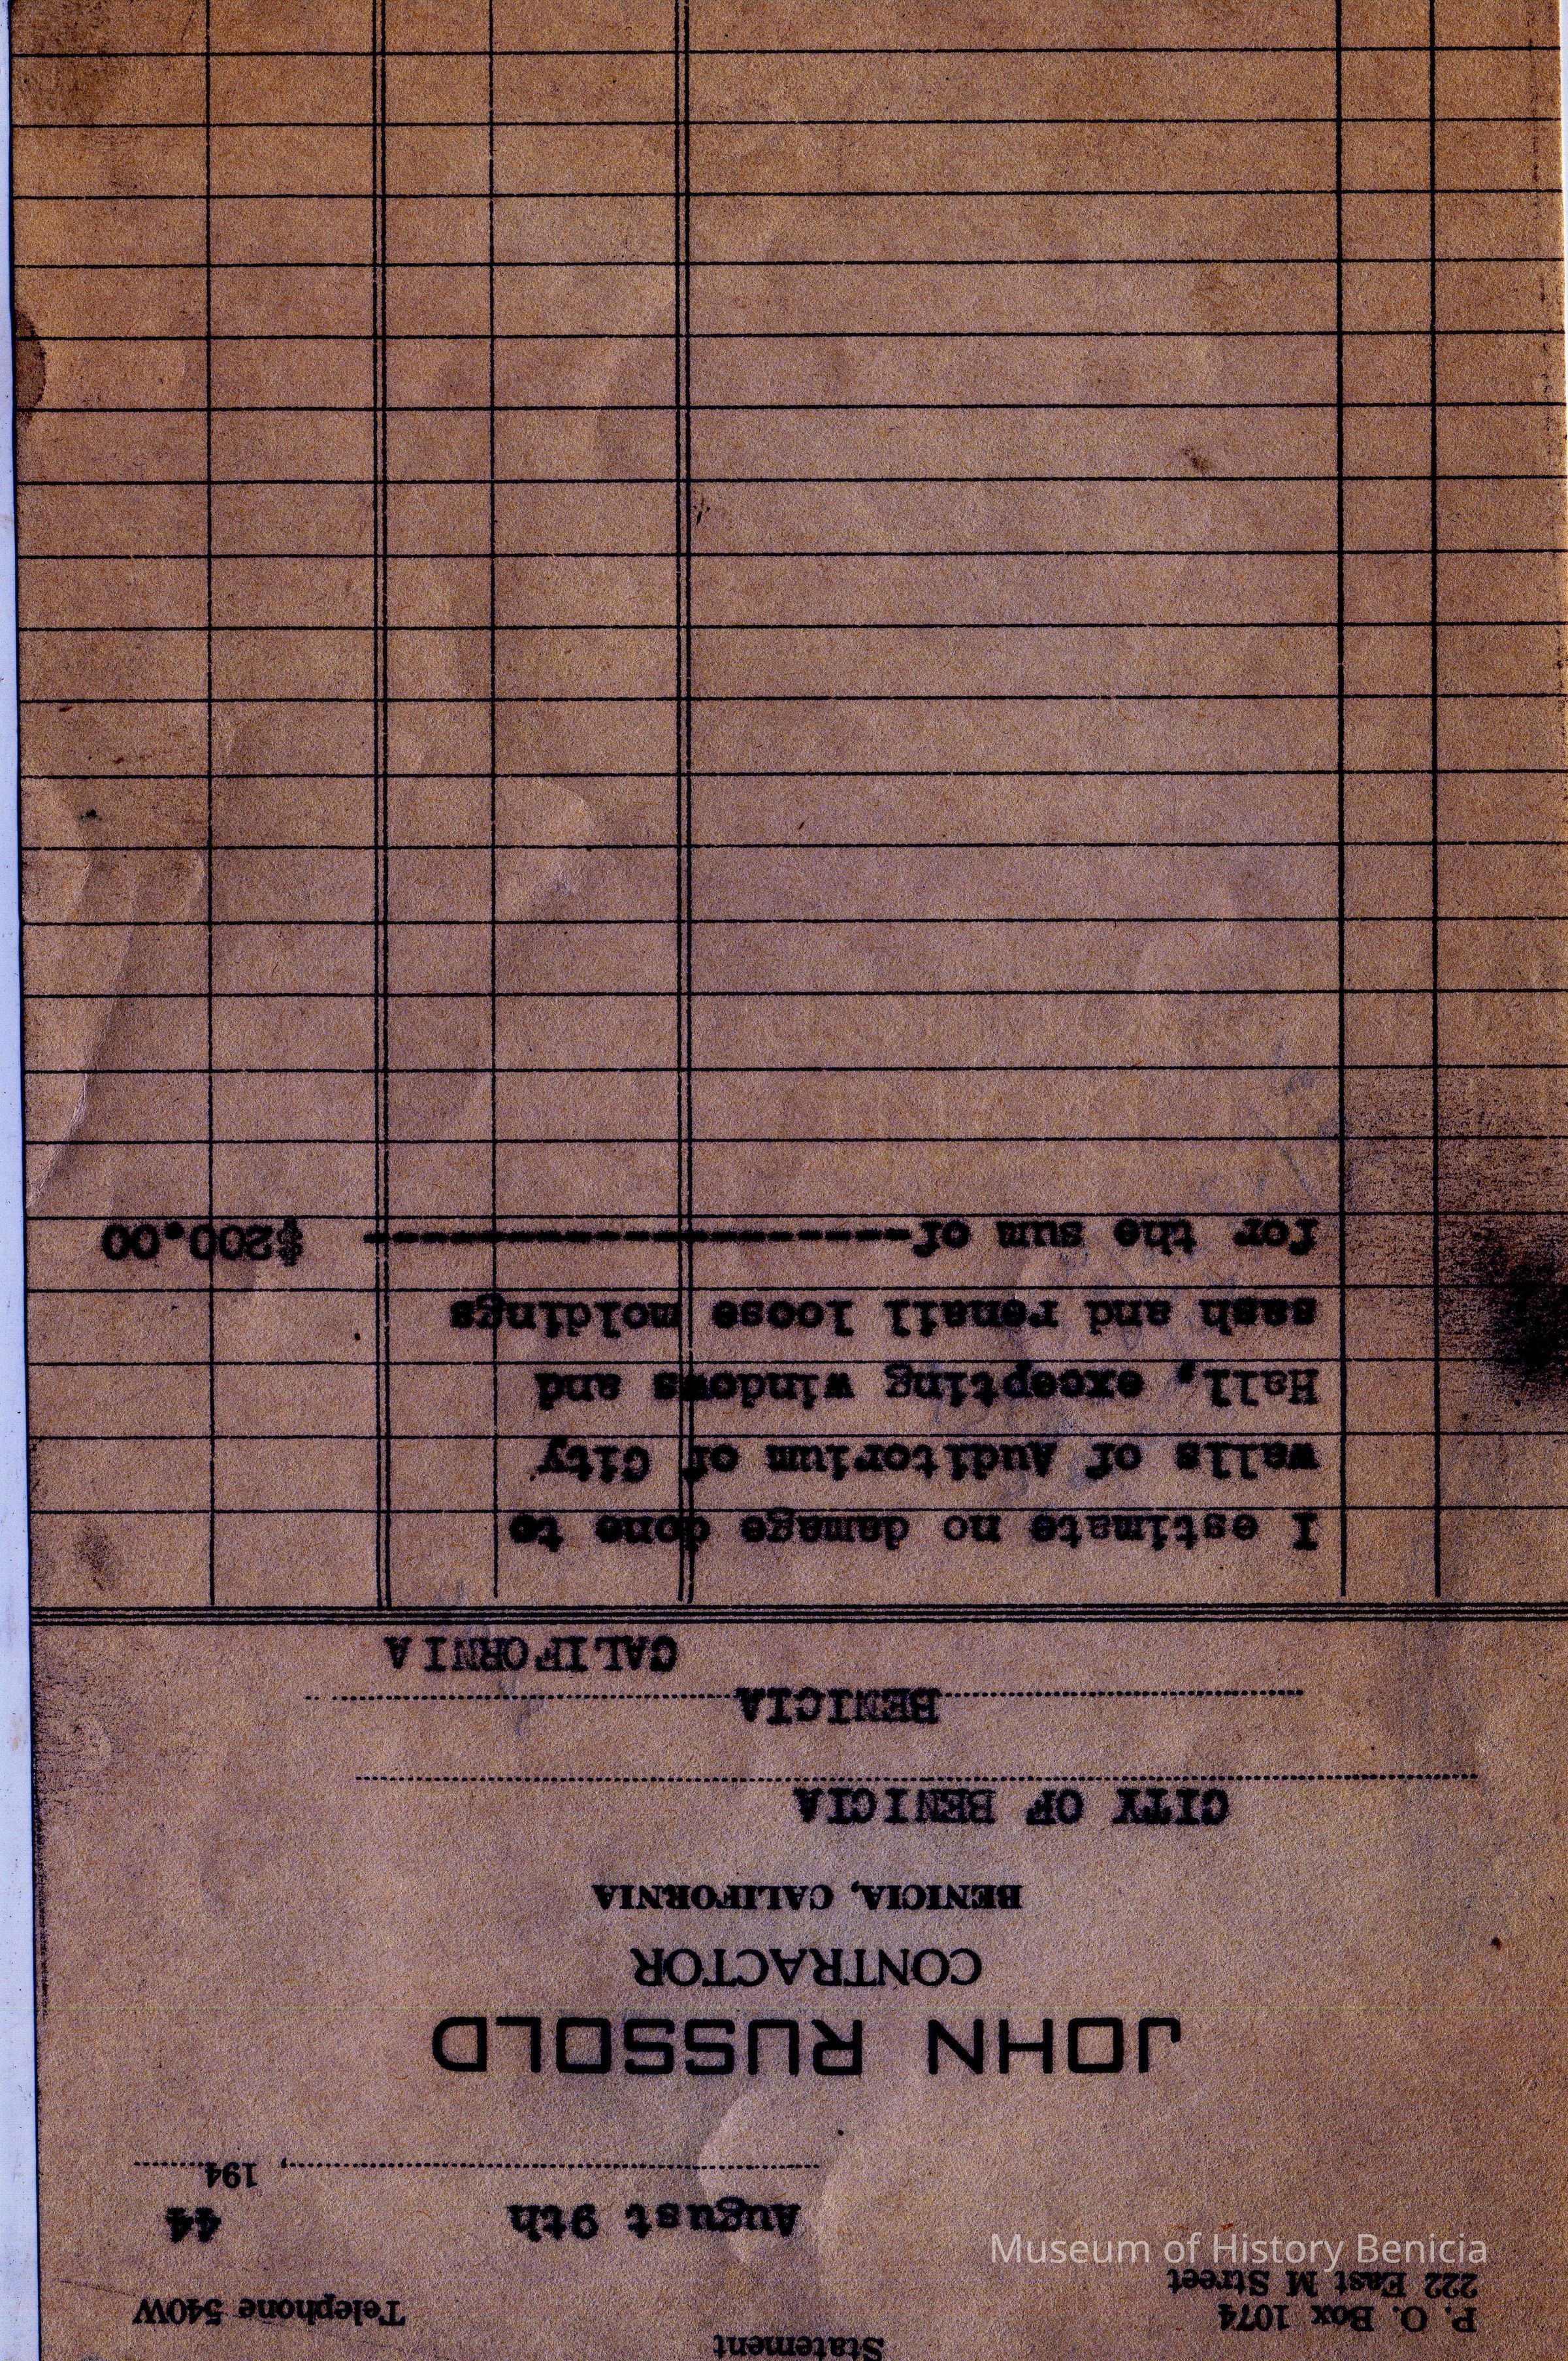 Statement
P. O. Box 1074
222 East M Street
Telephone 540W
August 9th 44
, 194
JOHN RUSSOLD
CONTRACTOR
BENICIA, CALIFORNIA
CITY OF BENICIA
BENICIA
CALIFORNIA
I estimate no damage done to
walls of Auditorium of City
Hall, excepting windows and
sash and renail loose moldings
for the sum of----------------------- $200.00
Museum of History Benicia